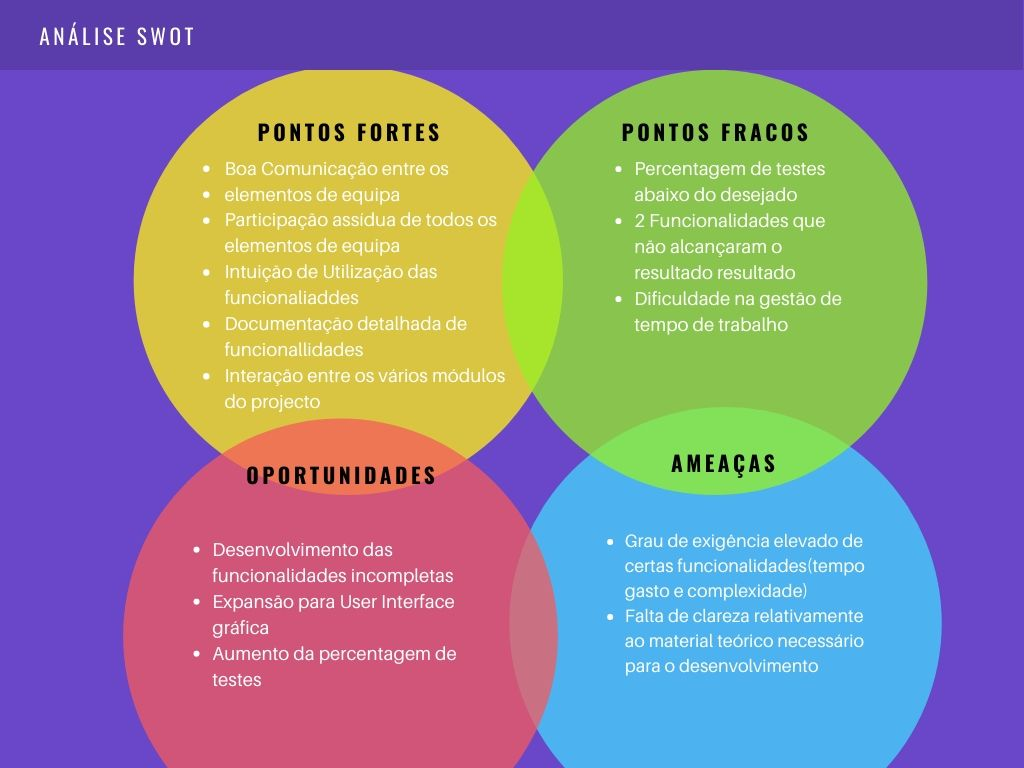 ANÁLISE SWOT
PONTOS FORTES
• Boa Comunicação entre os
• elementos de equipa
• Participação assídua de todos os
elementos de equipa
• Intuição de Utilização das
funcionaliaddes
• Documentação detalhada de
funcionallidades
• Interação entre os vários módulos
do projecto
PONTOS FRACOS
• Percentagem de testes
abaixo do desejado
• 2 Funcionalidades que
não alcançaram o
resultado resultado
• Dificuldade na gestão de
tempo de trabalho
OPORTUNIDADES
• Desenvolvimento das
funcionalidades incompletas
• Expansão para User Interface
gráfica
• Aumento da percentagem de
testes
AMEAÇAS
• Grau de exigência elevado de
certas funcionalidades(tempo
gasto e complexidade)
• Falta de clareza relativamente
ao material teórico necessário
para o desenvolvimento